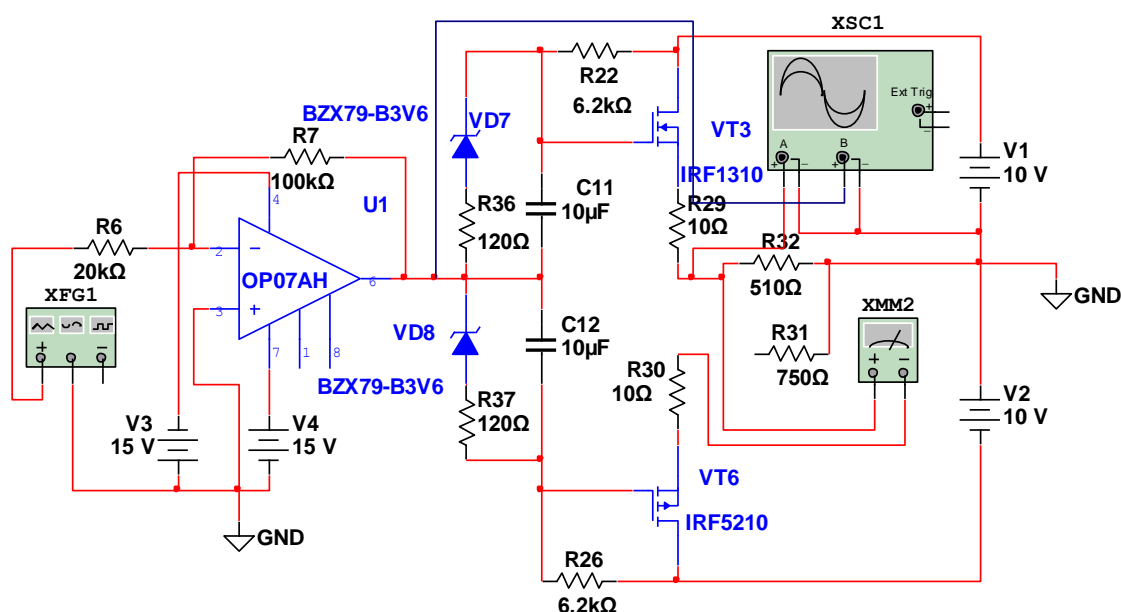 XSC1
R22
6.2kΩ
Ext Trig
+
−
A
B
+
−
+
−
BZX79-B3V6
VD7
VT3
IRF1310
R7
100kΩ
V1
10 V
4
U1
R36
120Ω
C11
10µF
R29
10Ω
R6
20kΩ
2
−
OP07AH
6
3
+
R32
510Ω
GND
XFG1
+
−
7
1
8
VD8
C12
10µF
XMM2
+
−
R31
750Ω
BZX79-B3V6
R37
120Ω
R30
10Ω
V3
15 V
V4
15 V
V2
10 V
VT6
IRF5210
GND
R26
6.2kΩ